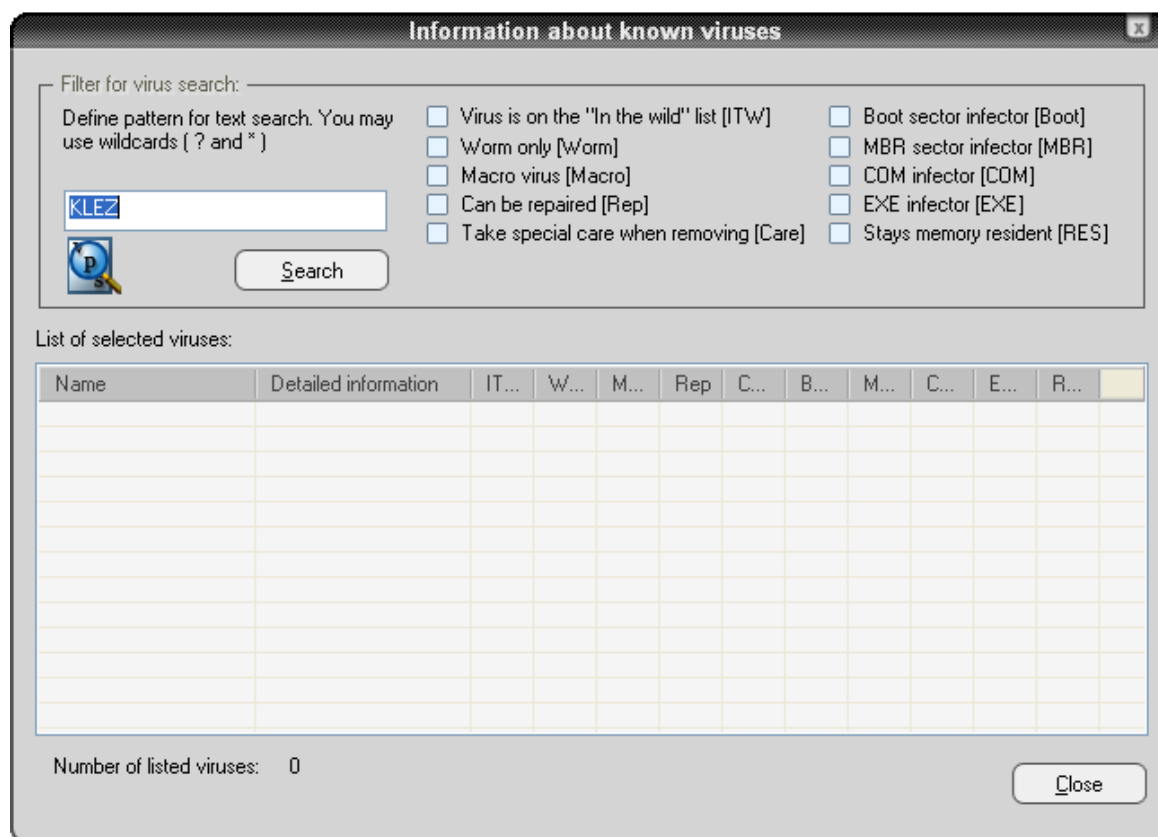 Information about known viruses
x
Filter for virus search:
Define pattern for text search. You may
use wildcards ( ? and * )
KLEZ
VPS
Search
Virus is on the "In the wild" list [ITW]
Worm only [Worm]
Macro virus [Macro]
Can be repaired [Rep]
Take special care when removing [Care]
Boot sector infector [Boot]
MBR sector infector [MBR]
COM infector [COM]
EXE infector [EXE]
Stays memory resident [RES]
List of selected viruses:
Name Detailed information IT... W... M... Rep C... B... M... C... E... R...
Number of listed viruses: 0
Close